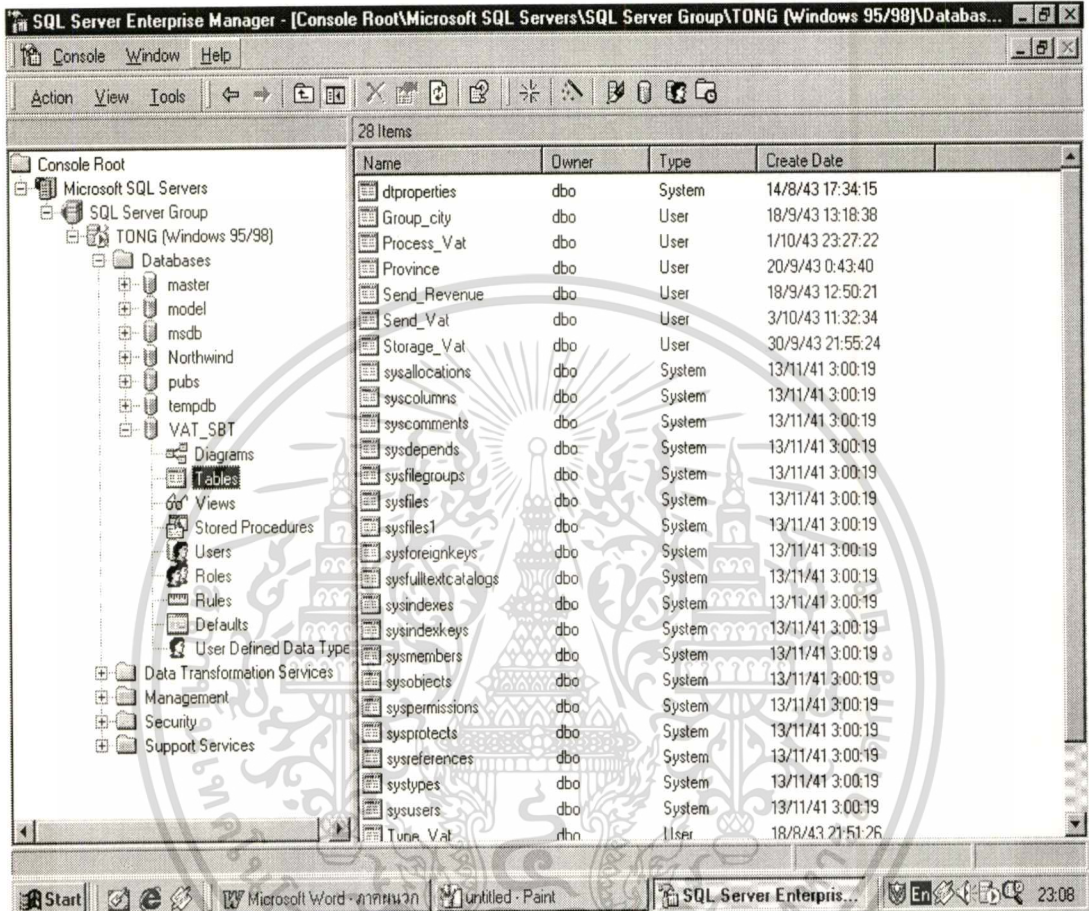 SQL Server Enterprise Manager - [Console Root\Microsoft SQL Servers\SQL Server Group\TONG (Windows 95/98)\Databas...
Console Window Help
Action View Tools
28 Items
Console Root
Microsoft SQL Servers
SQL Server Group
TONG (Windows 95/98)
Databases
master
model
msdb
Northwind
pubs
tempdb
VAT_SBT
Diagrams
Tables
Views
Stored Procedures
Users
Roles
Rules
Defaults
User Defined Data Type
Data Transformation Services
Management
Security
Support Services
Name Owner Type Create Date
dtproperties dbo System 14/8/43 17:34:15
Group_city dbo User 18/9/43 13:18:38
Process_Vat dbo User 1/10/43 23:27:22
Province dbo User 20/9/43 0:43:40
Send_Revenue dbo User 18/9/43 12:50:21
Send_Vat dbo User 3/10/43 11:32:34
Storage_Vat dbo User 30/9/43 21:55:24
sysallocations dbo System 13/11/41 3:00:19
syscolumns dbo System 13/11/41 3:00:19
syscomments dbo System 13/11/41 3:00:19
sysdepends dbo System 13/11/41 3:00:19
sysfilegroups dbo System 13/11/41 3:00:19
sysfiles dbo System 13/11/41 3:00:19
sysfiles1 dbo System 13/11/41 3:00:19
sysforeignkeys dbo System 13/11/41 3:00:19
sysfulltextcatalogs dbo System 13/11/41 3:00:19
sysindexes dbo System 13/11/41 3:00:19
sysindexkeys dbo System 13/11/41 3:00:19
sysmembers dbo System 13/11/41 3:00:19
sysobjects dbo System 13/11/41 3:00:19
syspermissions dbo System 13/11/41 3:00:19
sysprotects dbo System 13/11/41 3:00:19
sysreferences dbo System 13/11/41 3:00:19
systypes dbo System 13/11/41 3:00:19
sysusers dbo System 13/11/41 3:00:19
Type_Vat dbo User 18/8/43 21:51:26
Start Microsoft Word - ภาคผนวก untitled - Paint SQL Server Enterpris... En 23:08